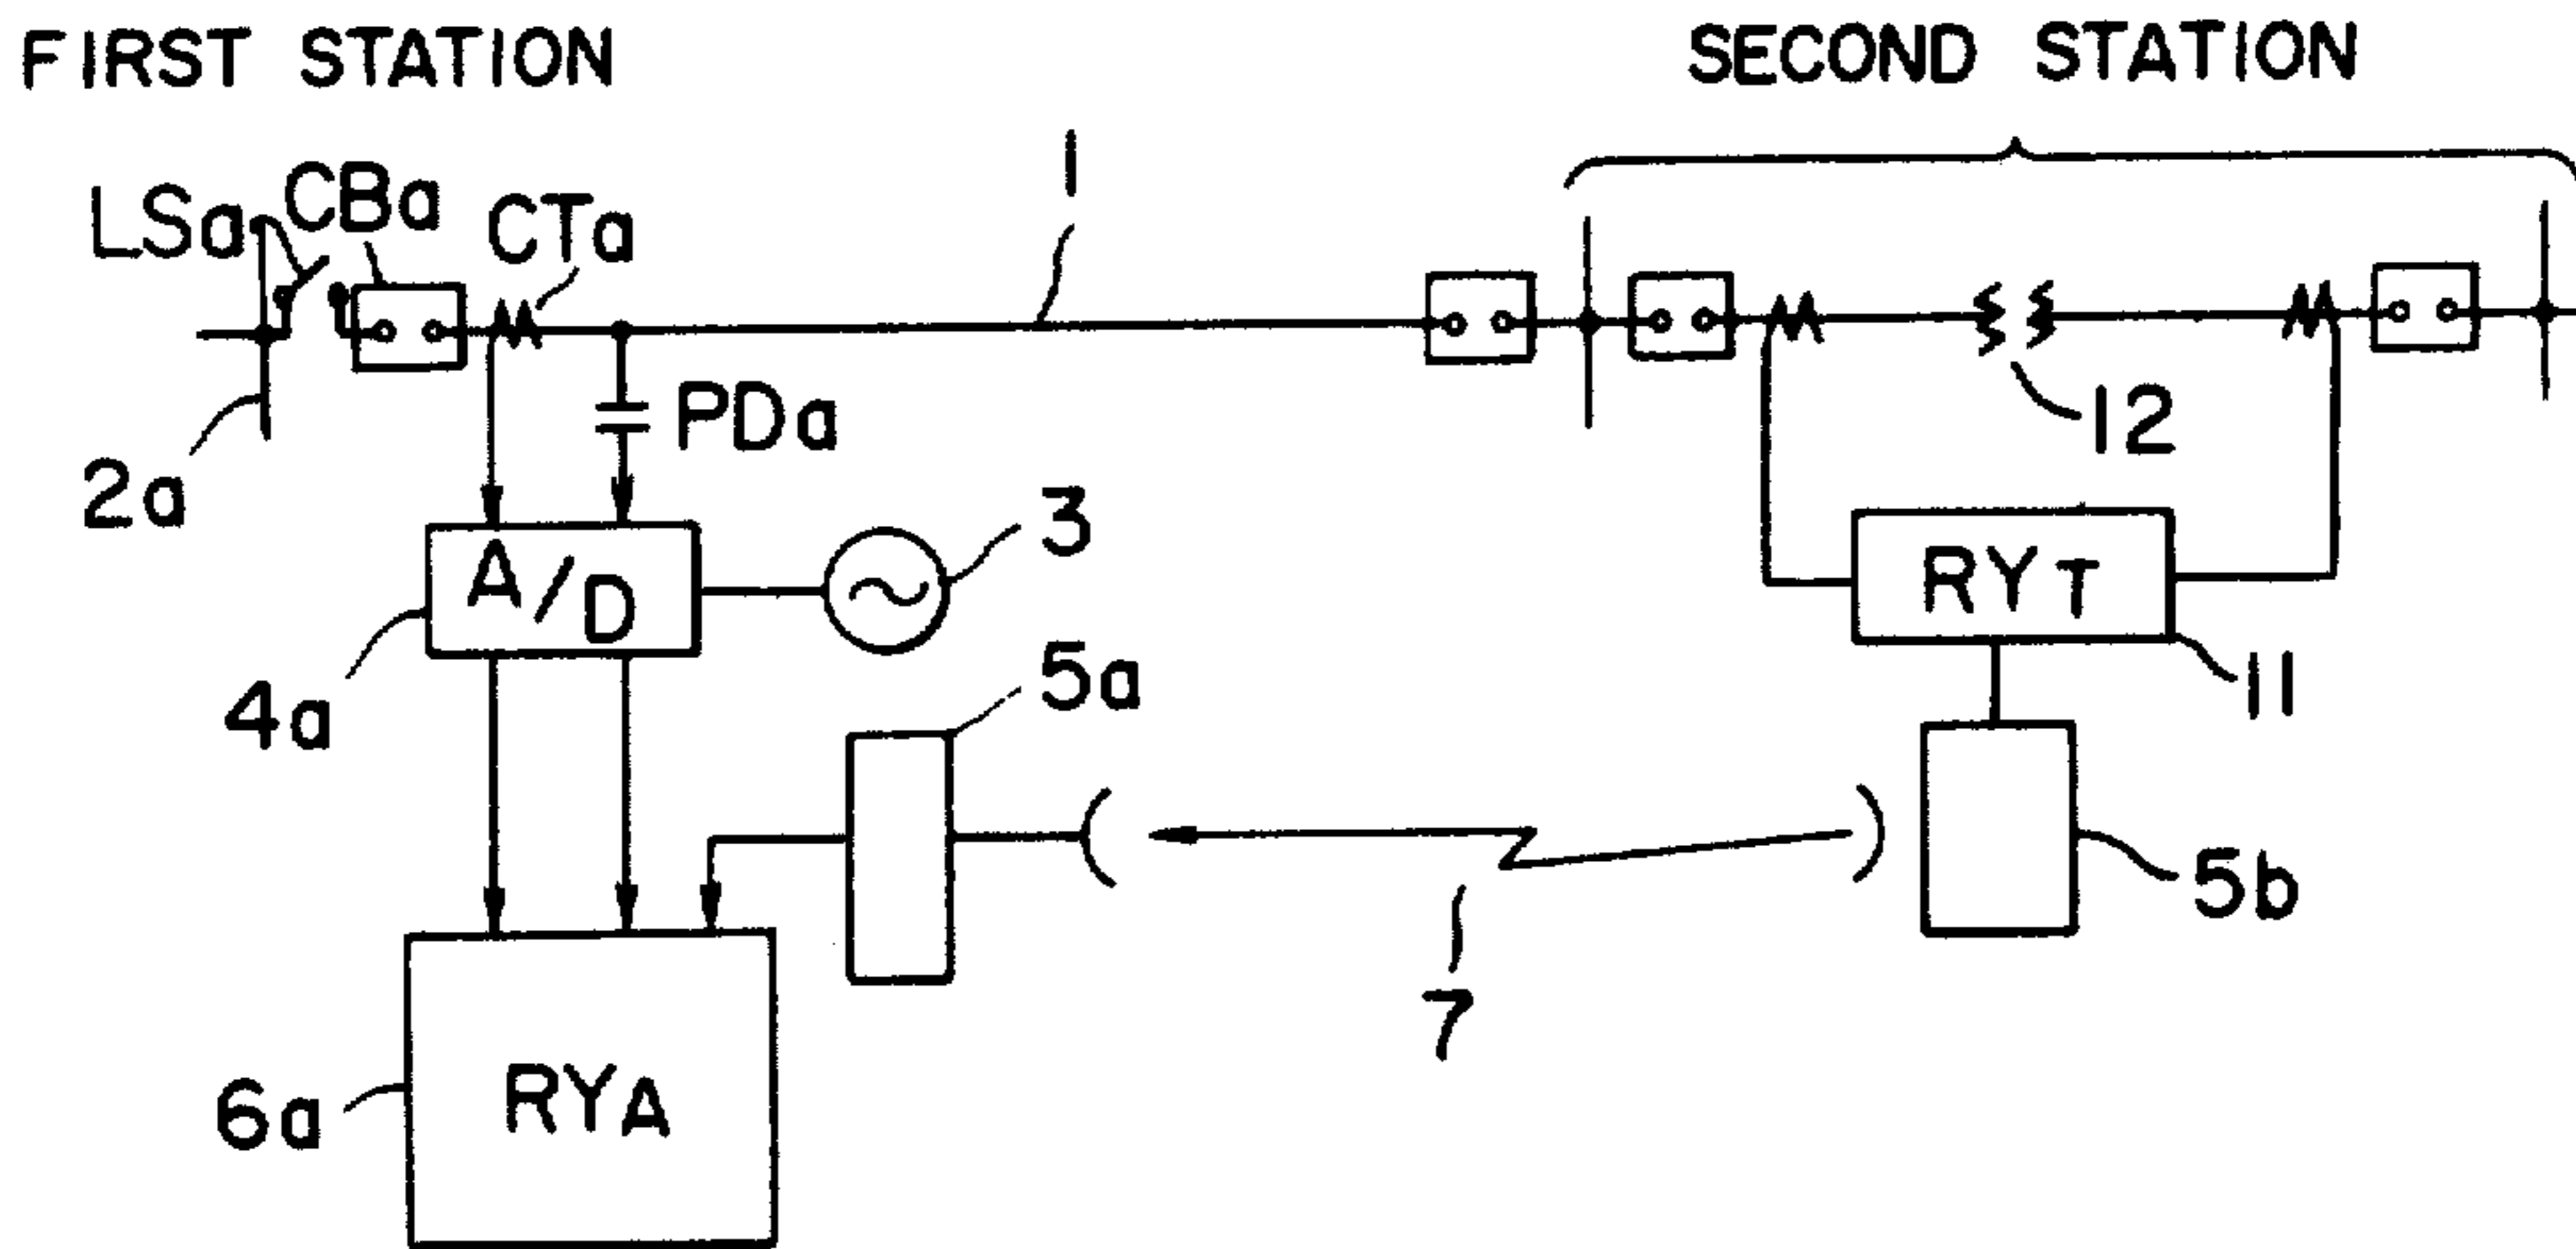 FIRST STATION
SECOND STATION
LSa
CBa
CTa
1
PDa
12
2a
3
A/D
RYT
4a
5a
11
5b
7
6a
RYA